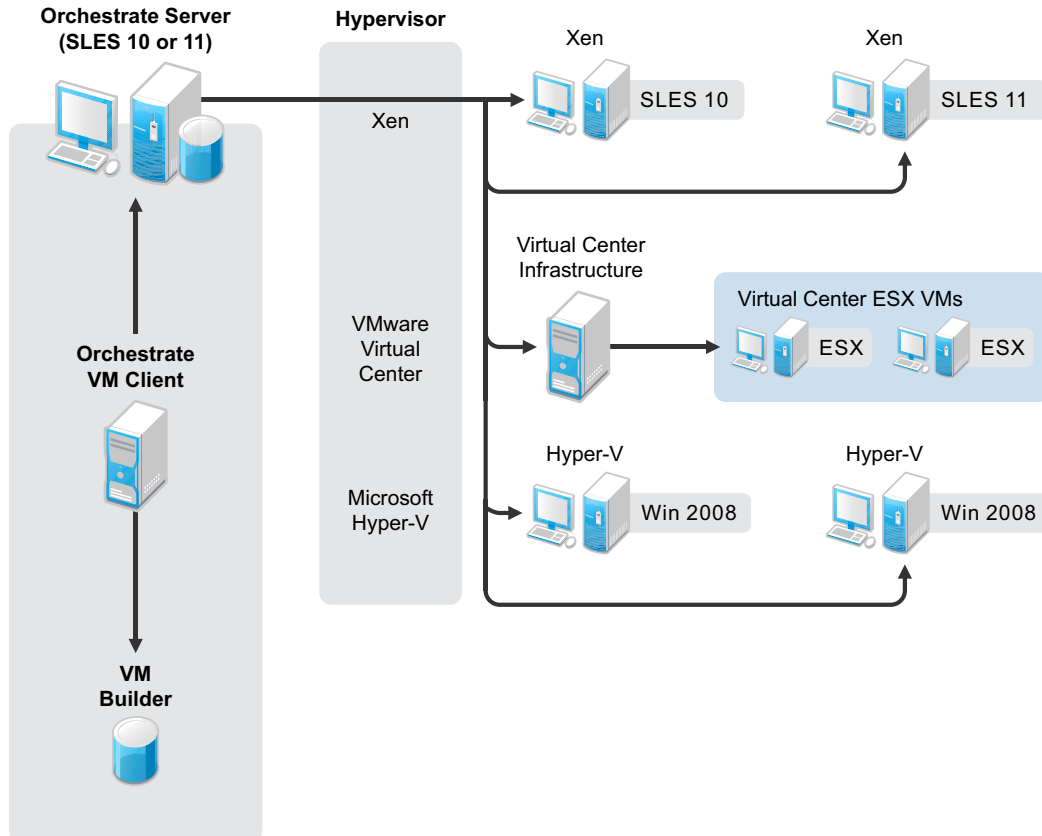 Orchestrate Server
(SLES 10 or 11)
Hypervisor
Xen
Xen
Xen
SLES 10
SLES 11
Virtual Center
Infrastructure
VMware
Virtual
Center
Virtual Center ESX VMs
ESX
ESX
Orchestrate
VM Client
Hyper-V
Hyper-V
Microsoft
Hyper-V
Win 2008
Win 2008
VM
Builder